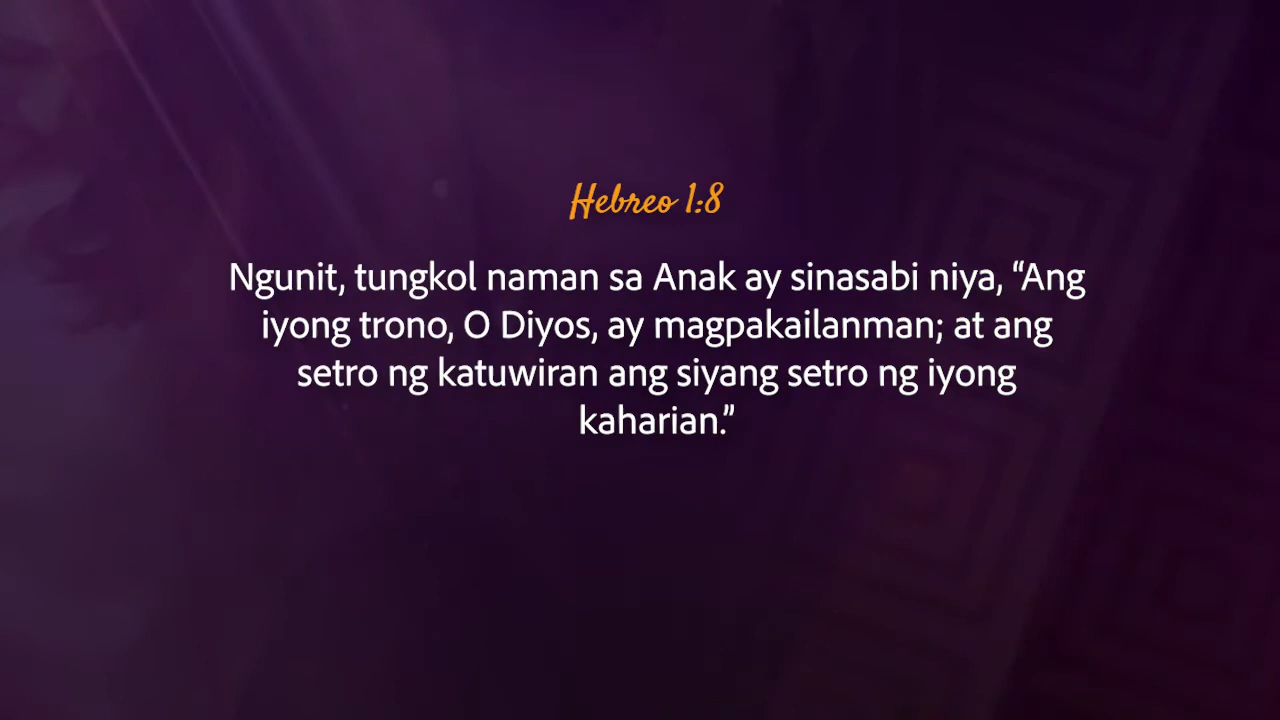 Hebreo 1:8
Ngunit, tungkol naman sa Anak ay sinasabi niya, “Ang
iyong trono, O Diyos, ay magpakailanman; at ang
setro ng katuwiran ang siyang setro ng iyong
kaharian.”